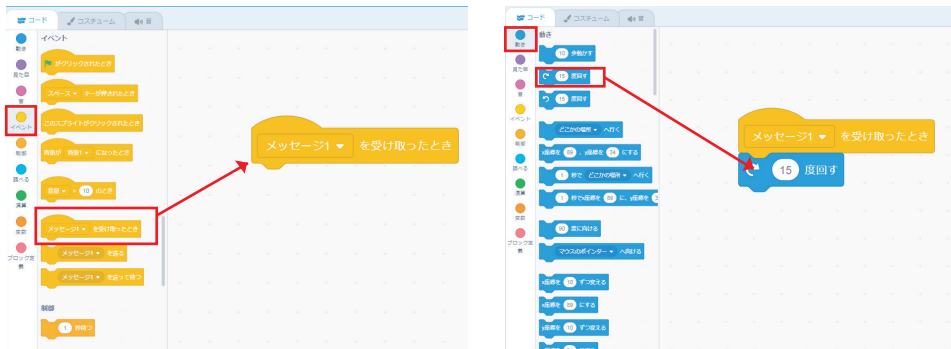 コード
コスチューム
音
イベント
動き
見た目
音
イベント
制御
調べる
演算
変数
ブロック定義
がクリックされたとき
スペース キーが押されたとき
このスプライトがクリックされたとき
背景が 背景1 になったとき
音量 > 10 のとき
メッセージ1 を受け取ったとき
メッセージ1 を送る
メッセージ1 を送って待つ
制御
1 秒待つ
メッセージ1 を受け取ったとき
コード
コスチューム
音
動き
動き
見た目
音
イベント
制御
調べる
演算
変数
ブロック定義
10 歩動かす
15 度回す
15 度回す
どこかの場所 へ行く
x座標を 89 、y座標を 34 にする
1 秒で どこかの場所 へ行く
1 秒でx座標を 89 に、y座標を
90 度に向ける
マウスのポインター へ向ける
x座標を 10 ずつ変える
x座標を 89 にする
y座標を 10 ずつ変える
メッセージ1 を受け取ったとき
15 度回す